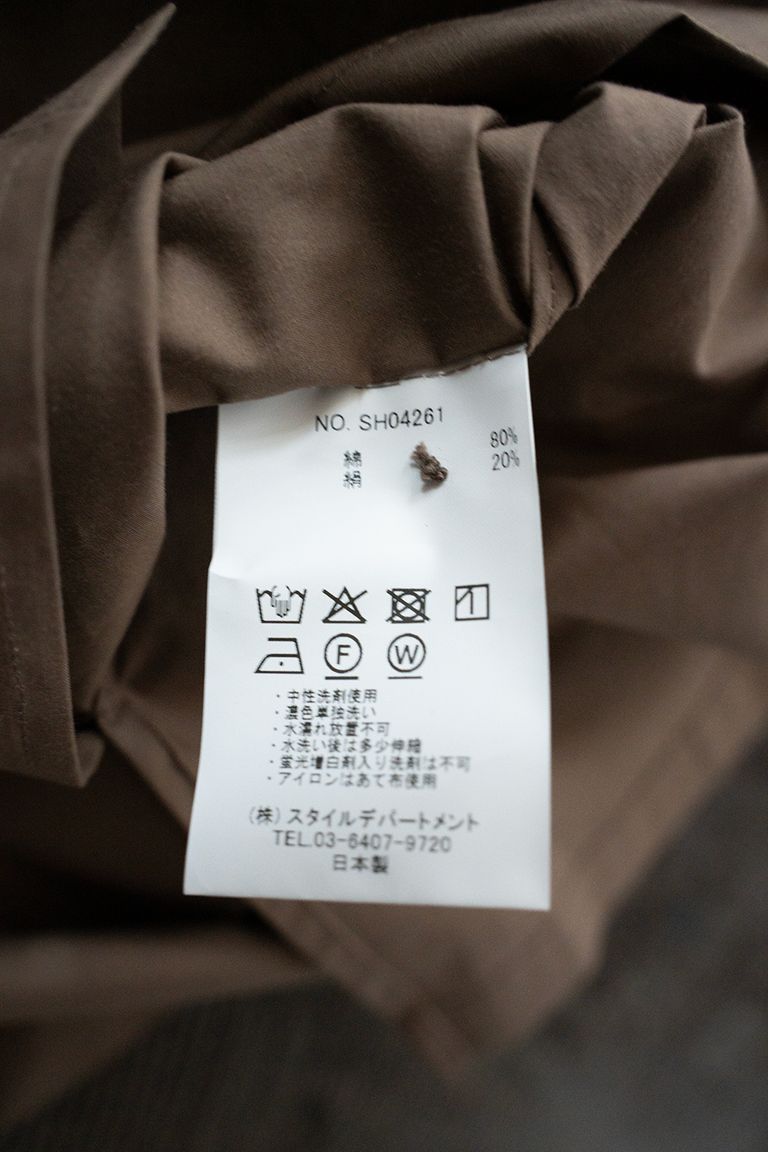 NO. SH04261
綿 80%
絹 20%
F W
・中性洗剤使用
・濃色単独洗い
・水濡れ放置不可
・水洗い後は多少伸縮
・蛍光増白剤入り洗剤は不可
・アイロンはあて布使用
(株)スタイルデパートメント
TEL.03-6407-9720
日本製